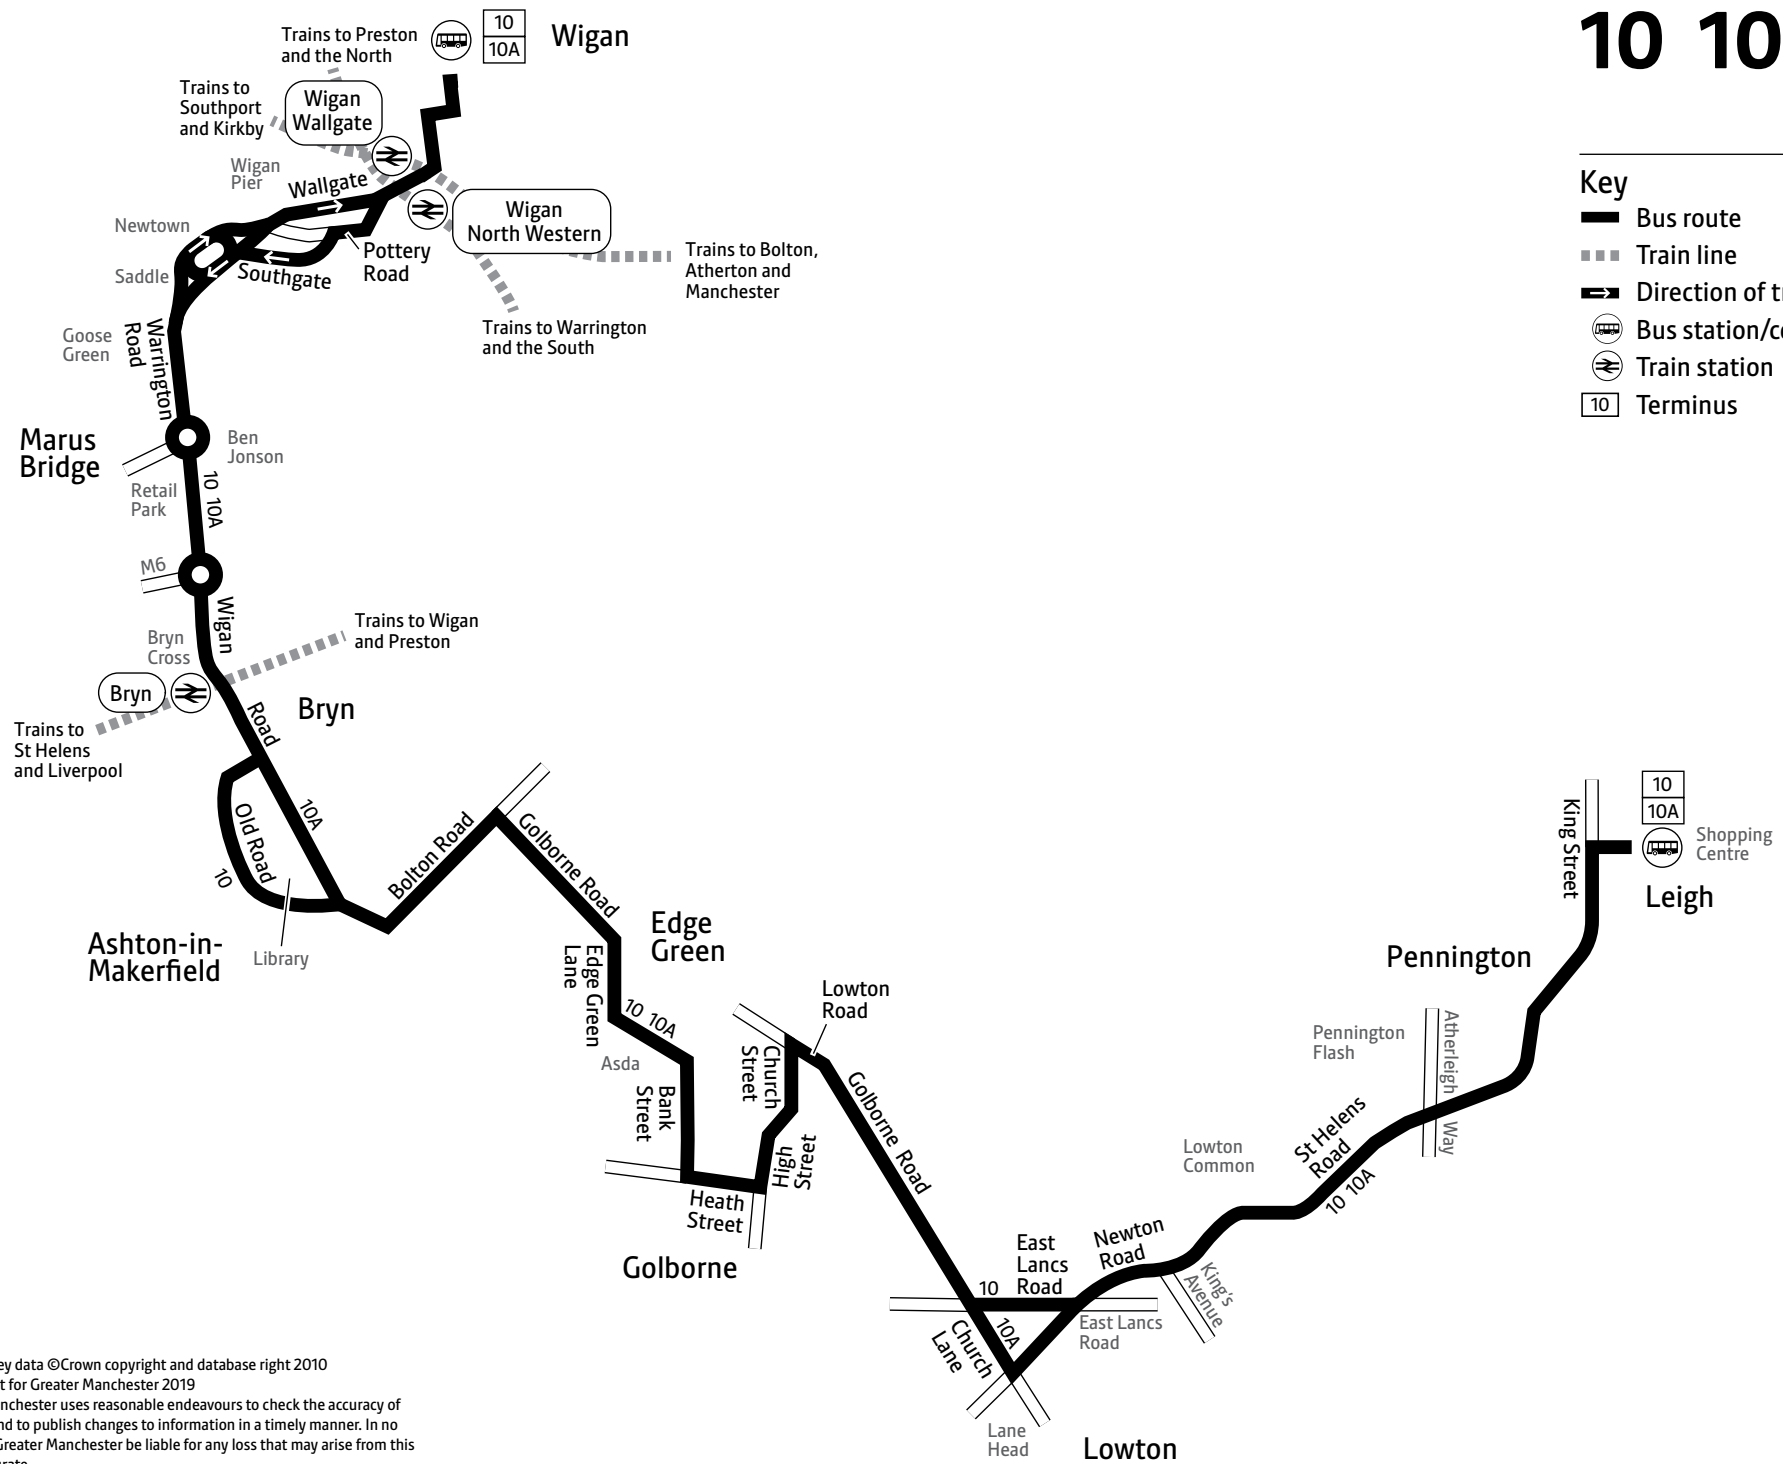 10 10
Key
Bus route
Train line
Direction of
Bus station/
Train station
10 Terminus
Trains to Preston
and the North
10
10A
Wigan
Trains to
Southport
and Kirkby
Wigan
Wallgate
Wigan
Pier
Wallgate
Wigan
North Western
Newtown
Pottery
Road
Trains to Bolton,
Atherton and
Manchester
Saddle
Southgate
Trains to Warrington
and the South
Goose
Green
Warrington
Road
Marus
Bridge
Ben
Jonson
Retail
Park
10 10A
M6
Wigan
Trains to Wigan
and Preston
Bryn
Cross
Bryn
Bryn
Road
Trains to
St Helens
and Liverpool
Old Road
10A
10
Bolton Road
Golborne Road
Ashton-in-
Makerfield
Library
Edge
Green
Edge Green
Lane
10 10A
Asda
Bank
Street
Lowton
Road
Church
Street
High
Street
Heath
Street
Golborne
Golborne Road
10
East
Lancs
Road
Newton
Road
10A
Church
Lane
East Lancs
Road
King's
Avenue
Lane
Head
Lowton
Lowton
Common
St Helens
Road
10 10A
Pennington
Flash
Atherleigh Way
Pennington
King Street
10
10A
Shopping
Centre
Leigh
data ©Crown copyright and database right 2010
for Greater Manchester 2019
uses reasonable endeavours to check the accuracy of
to publish changes to information in a timely manner. In no
Greater Manchester be liable for any loss that may arise from this